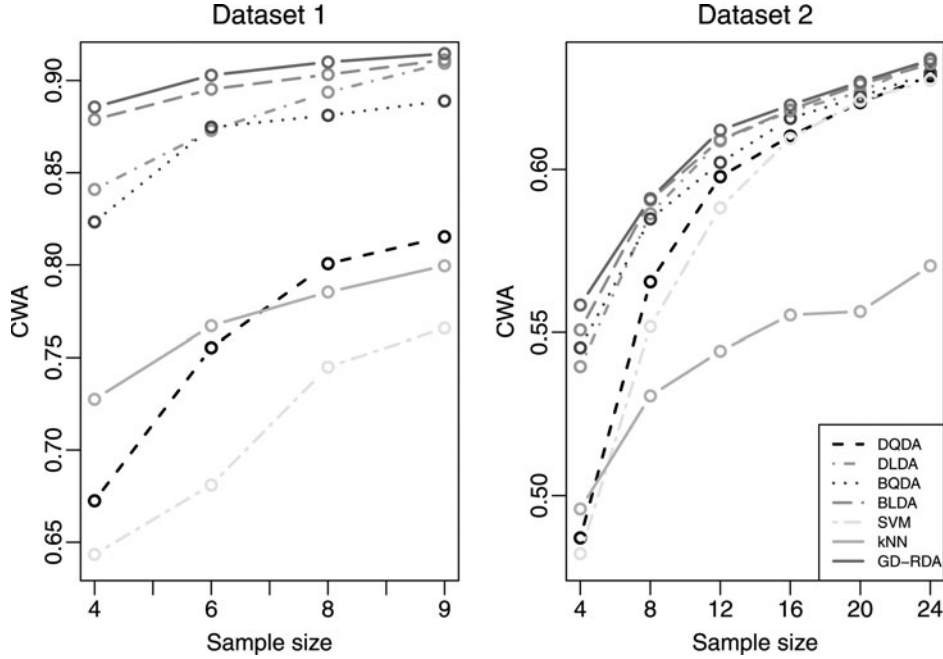 Dataset 1
CWA
0.90
0.85
0.80
0.75
0.70
0.65
4
6
8
9
Sample size
Dataset 2
CWA
0.60
0.55
0.50
4
8
12
16
20
24
Sample size
DQDA
DLDA
BQDA
BLDA
SVM
kNN
GD-RDA